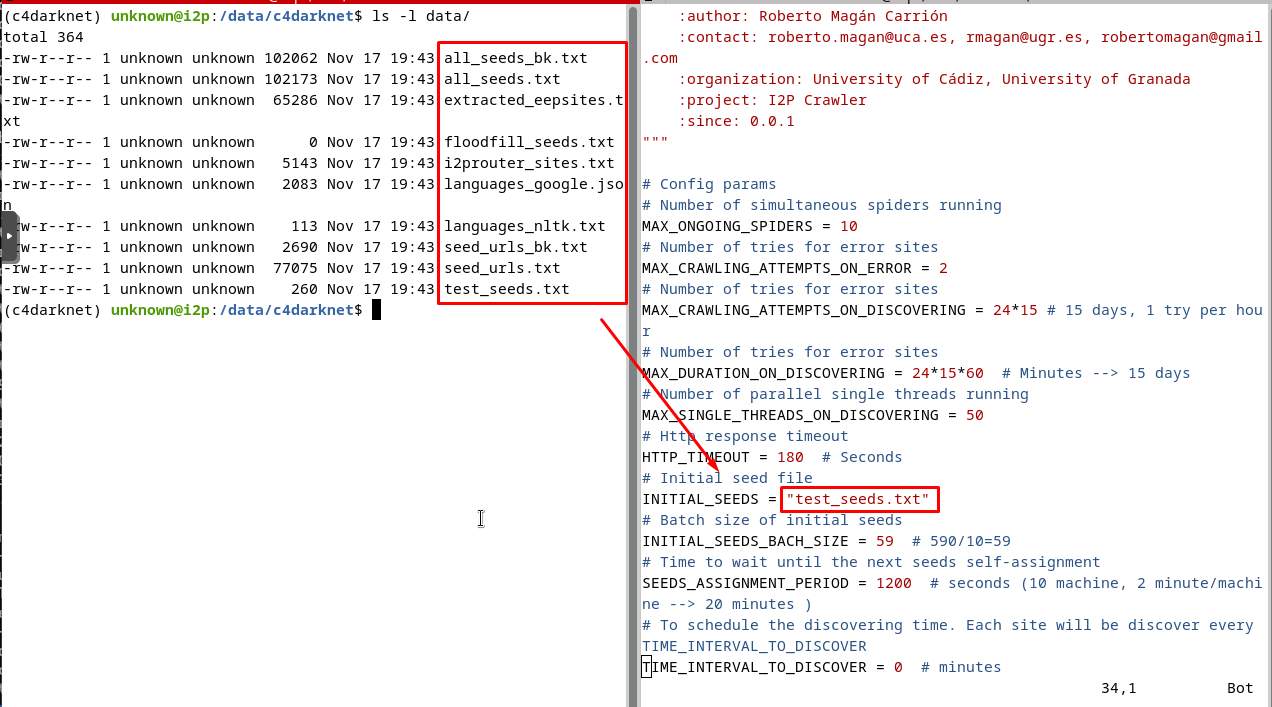 (c4darknet) unknown@i2p:/data/c4darknet$ ls -l data/
total 364
-rw-r--r-- 1 unknown unknown 102062 Nov 17 19:43 all_seeds_bk.txt
-rw-r--r-- 1 unknown unknown 102173 Nov 17 19:43 all_seeds.txt
-rw-r--r-- 1 unknown unknown  65286 Nov 17 19:43 extracted_eepsites.t
xt
-rw-r--r-- 1 unknown unknown      0 Nov 17 19:43 floodfill_seeds.txt
-rw-r--r-- 1 unknown unknown   5143 Nov 17 19:43 i2prouter_sites.txt
-rw-r--r-- 1 unknown unknown   2083 Nov 17 19:43 languages_google.jso
n
-rw-r--r-- 1 unknown unknown    113 Nov 17 19:43 languages_nltk.txt
-rw-r--r-- 1 unknown unknown   2690 Nov 17 19:43 seed_urls_bk.txt
-rw-r--r-- 1 unknown unknown  77075 Nov 17 19:43 seed_urls.txt
-rw-r--r-- 1 unknown unknown    260 Nov 17 19:43 test_seeds.txt
(c4darknet) unknown@i2p:/data/c4darknet$
:author: Roberto Magán Carrión
:contact: roberto.magan@uca.es, rmagan@ugr.es, robertomagan@gmail
.com
:organization: University of Cádiz, University of Granada
:project: I2P Crawler
:since: 0.0.1
"""
# Config params
# Number of simultaneous spiders running
MAX_ONGOING_SPIDERS = 10
# Number of tries for error sites
MAX_CRAWLING_ATTEMPTS_ON_ERROR = 2
# Number of tries for error sites
MAX_CRAWLING_ATTEMPTS_ON_DISCOVERING = 24*15 # 15 days, 1 try per hou
r
# Number of tries for error sites
MAX_DURATION_ON_DISCOVERING = 24*15*60  # Minutes --> 15 days
# Number of parallel single threads running
MAX_SINGLE_THREADS_ON_DISCOVERING = 50
# Http response timeout
HTTP_TIMEOUT = 180  # Seconds
# Initial seed file
INITIAL_SEEDS = "test_seeds.txt"
# Batch size of initial seeds
INITIAL_SEEDS_BACH_SIZE = 59  # 590/10=59
# Time to wait until the next seeds self-assignment
SEEDS_ASSIGNMENT_PERIOD = 1200  # seconds (10 machine, 2 minute/machi
ne --> 20 minutes )
# To schedule the discovering time. Each site will be discover every
TIME_INTERVAL_TO_DISCOVER
TIME_INTERVAL_TO_DISCOVER = 0  # minutes
34,1 Bot